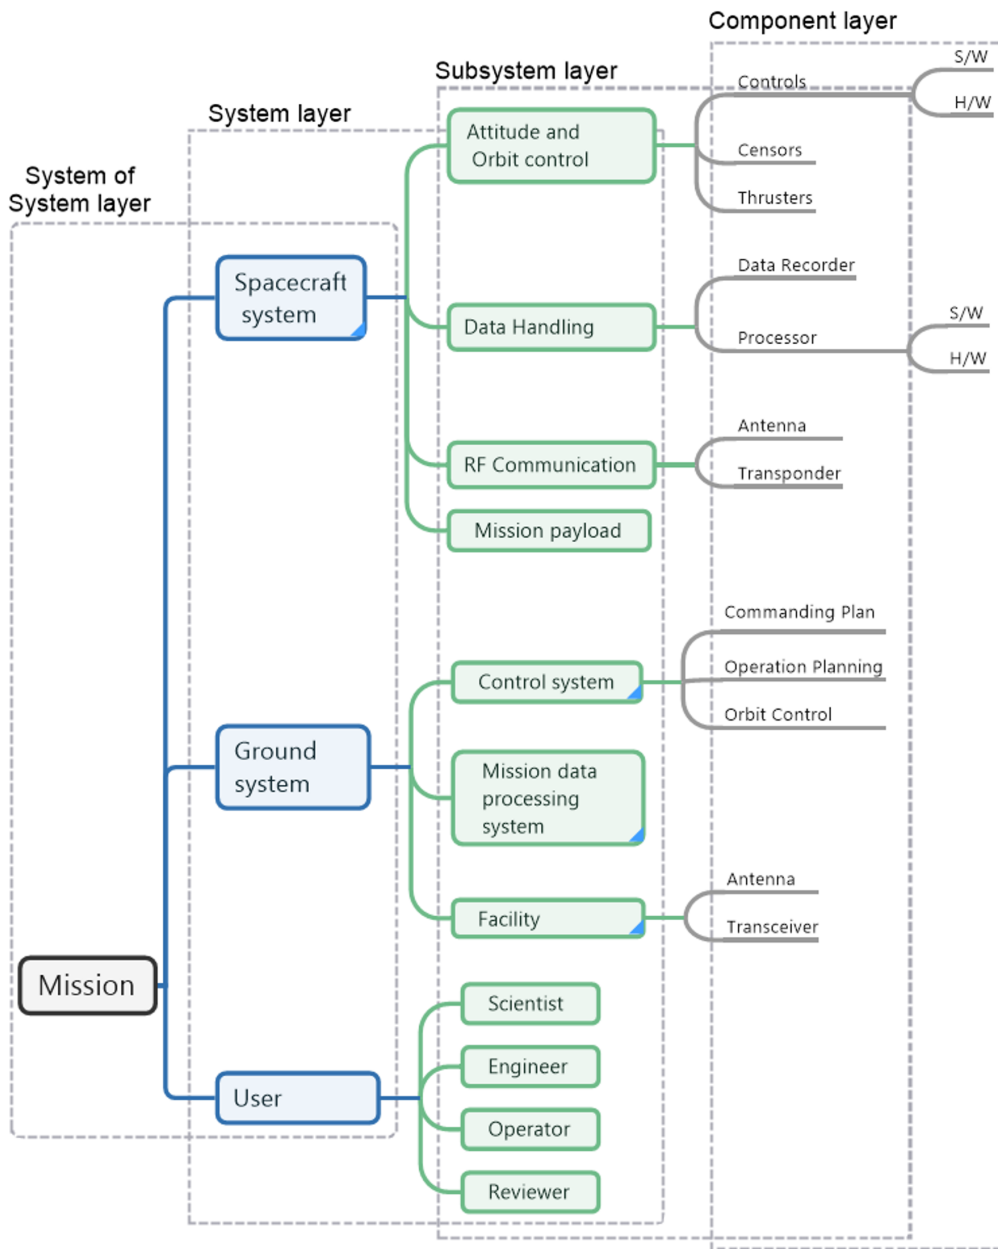 Component layer
Subsystem layer
System layer
System of
System layer
Mission
Spacecraft
system
Attitude and
Orbit control
Controls
S/W
H/W
Censors
Thrusters
Data Handling
Data Recorder
Processor
S/W
H/W
RF Communication
Antenna
Transponder
Mission payload
Ground
system
Control system
Commanding Plan
Operation Planning
Orbit Control
Mission data
processing
system
Facility
Antenna
Transceiver
User
Scientist
Engineer
Operator
Reviewer